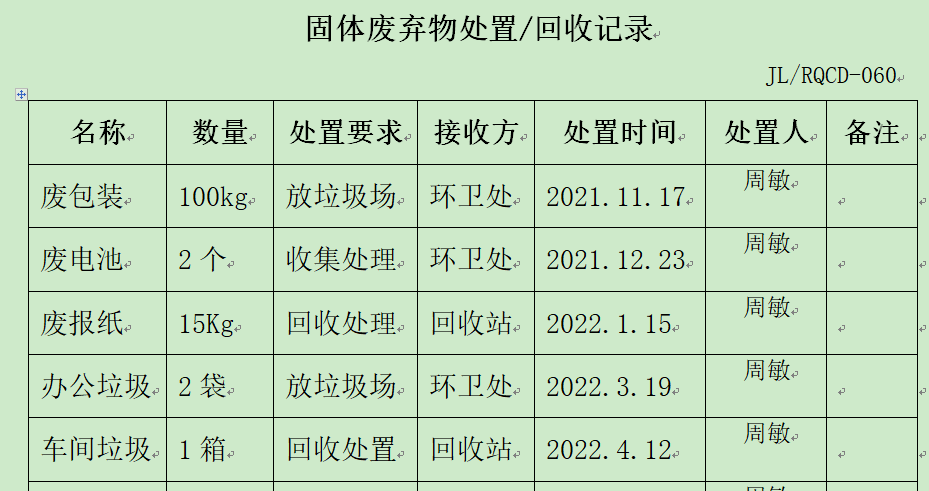 固体废弃物处置/回收记录
JL/RQCD-060
名称 数量 处置要求 接收方 处置时间 处置人 备注
废包装 100kg 放垃圾场 环卫处 2021.11.17 周敏
废电池 2个 收集处理 环卫处 2021.12.23 周敏
废报纸 15Kg 回收处理 回收站 2022.1.15 周敏
办公垃圾 2袋 放垃圾场 环卫处 2022.3.19 周敏
车间垃圾 1箱 回收处置 回收站 2022.4.12 周敏